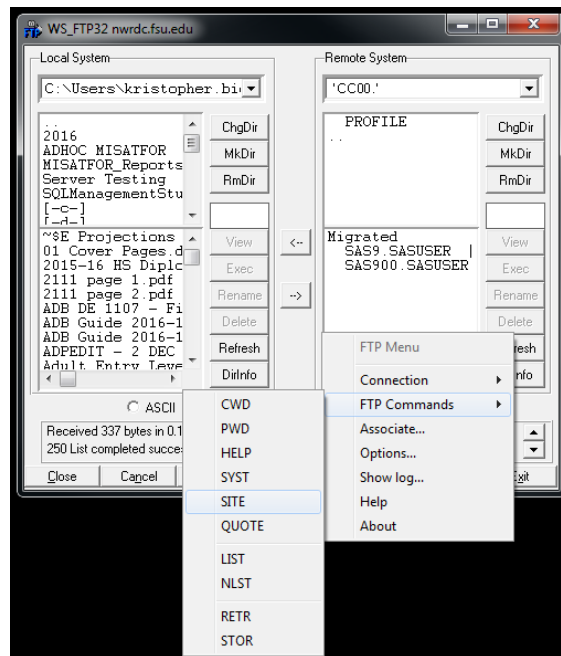 WS_FTP32 nwrdc.fsu.edu
Local System
C:\Users\kristopher.bi
..
2016
ADHOC MISATFOR
MISATFOR_Reports
Server Testing
SQLManagementStu
[-c-]
[-d-]
ChgDir
MkDir
RmDir
~$E Projections
01 Cover Pages.d
2015-16 HS Diplc
2111 page 1.pdf
2111 page 2.pdf
ADB DE 1107 - Fi
ADB Guide 2016-1
ADB Guide 2016-1
ADPEDIT - 2 DEC
Adult Entry Leve
View
Exec
Rename
Delete
Refresh
DirInfo
<--
-->
Remote System
'CC00.'
PROFILE
..
ChgDir
MkDir
RmDir
Migrated
SAS9.SASUSER |
SAS900.SASUSER
View
Exec
Rename
Delete
fresh
nfo
ASCII
Received 337 bytes in 0.1
250 List completed succe
Close
Cancel
Exit
FTP Menu
Connection
FTP Commands
Associate...
Options...
Show log...
Help
About
CWD
PWD
HELP
SYST
SITE
QUOTE
LIST
NLST
RETR
STOR